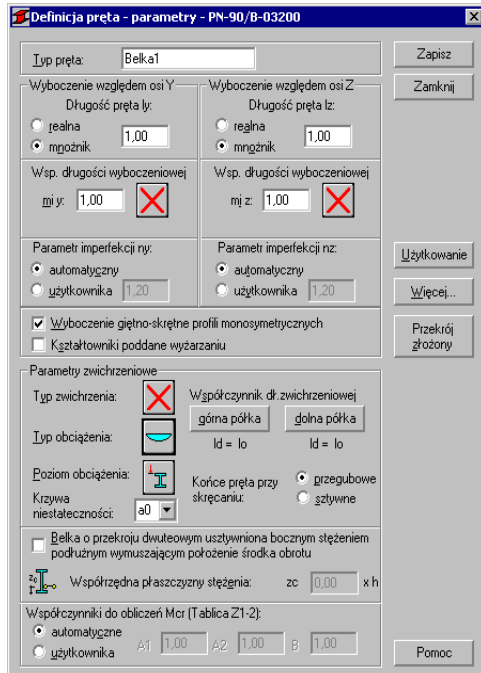 Definicja pręta - parametry - PN-90/B-03200
Typ pręta: Belka1
Zapisz
Zamknij
Wyboczenie względem osi Y
Długość pręta ly:
realna
mnożnik
1,00
Wyboczenie względem osi Z
Długość pręta lz:
realna
mnożnik
1,00
Wsp. długości wyboczeniowej
mi y: 1,00
Wsp. długości wyboczeniowej
mj z: 1,00
Parametr imperfekcji ny:
automatyczny
użytkownika 1,20
Parametr imperfekcji nz:
automatyczny
użytkownika 1,20
Użytkowanie
Więcej...
Przekrój
złożony
Wyboczenie giętno-skrętne profili monosymetrycznych
Kształtowniki poddane wyżarzaniu
Parametry zwichrzeniowe
Typ zwichrzenia:
Współczynnik dł.zwichrzeniowej
górna półka dolna półka
Typ obciążenia:
ld = lo ld = lo
Poziom obciążenia:
Krzywa
niestateczności: a0
Końce pręta przy
skręcaniu:
przegubowe
sztywne
Belka o przekroju dwuteowym usztywniona bocznym stężeniem
podłużnym wymuszającym położenie środka obrotu
zc
Współrzędna płaszczyzny stężenia: zc 0,00 x h
Współczynniki do obliczeń Mcr (Tablica Z1-2):
automatyczne
użytkownika A1 1,00 A2 1,00 B 1,00
Pomoc